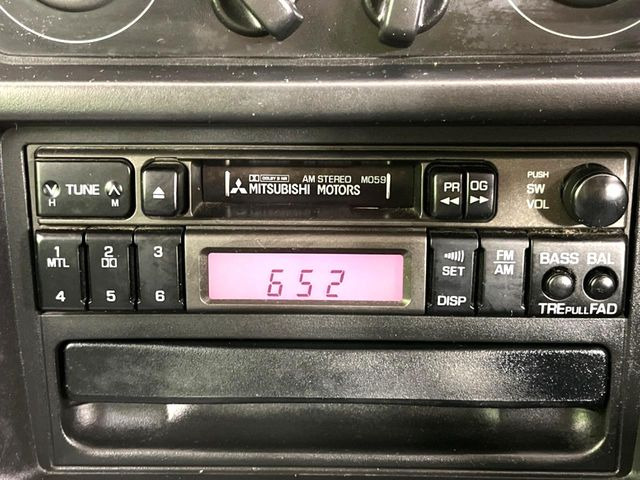 DOLBY B NR AM STEREO M059
MITSUBISHI MOTORS
TUNE
H M
PR OG
PUSH
SW
VOL
1 2 3
MTL
4 5 6
652
SET
DISP
FM
AM
BASS BAL
TRE PULL FAD